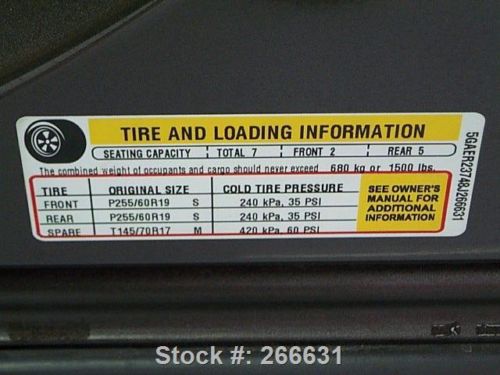 TIRE AND LOADING INFORMATION
SEATING CAPACITY TOTAL 7 FRONT 2 REAR 5
The combined weight of occupants and cargo should never exceed 680 kg or 1500 lbs.
TIRE ORIGINAL SIZE COLD TIRE PRESSURE
FRONT P255/60R19 S 240 kPa, 35 PSI
REAR P255/60R19 S 240 kPa, 35 PSI
SPARE T145/70R17 M 420 kPa, 60 PSI
SEE OWNER'S
MANUAL FOR
ADDITIONAL
INFORMATION
5GAER23748J266631
Stock #: 266631